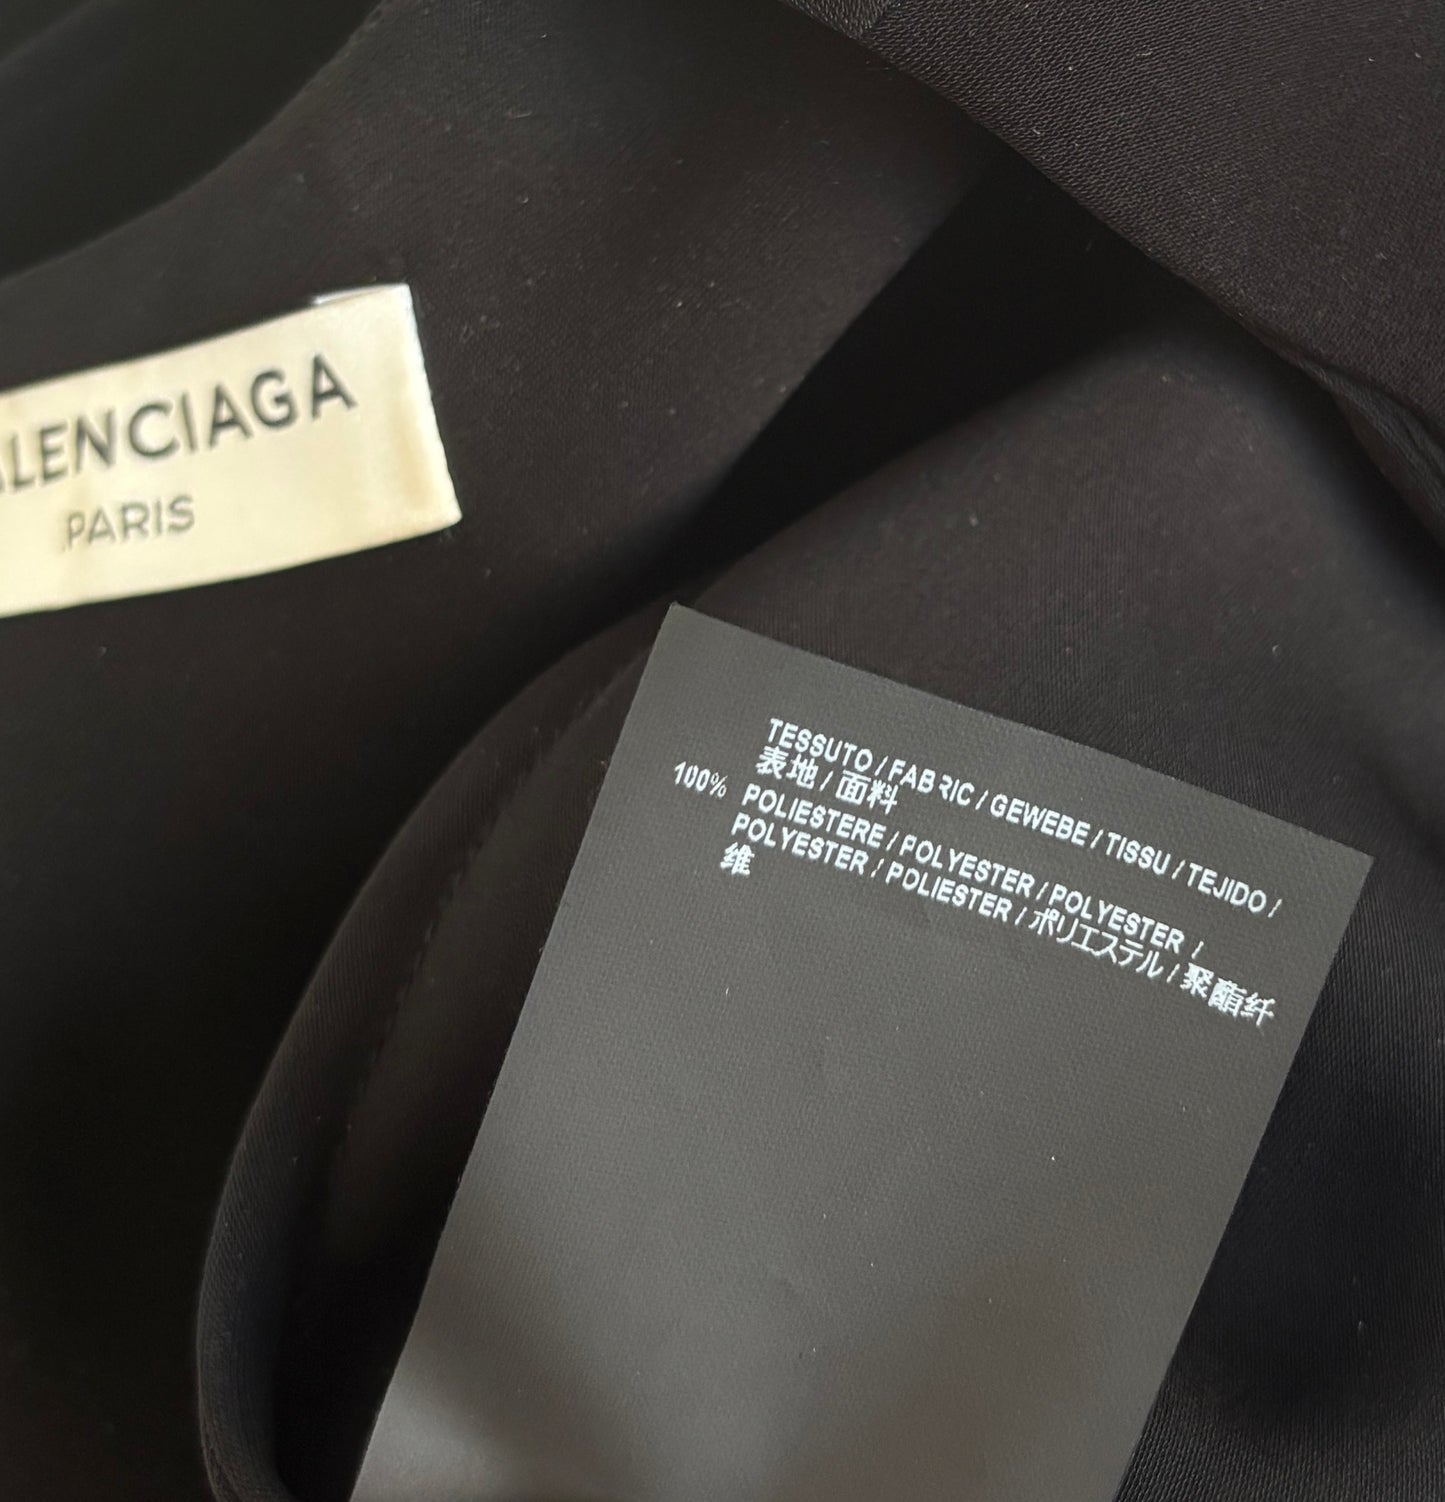 ALENCIAGA
PARIS
TESSUTO / FABRIC / GEWEBE / TISSU / TEJIDO /
表地 / 面料
100% POLIESTERE / POLYESTER / POLYESTER /
POLYESTER / POLIESTER / ポリエステル / 聚酯纤
维